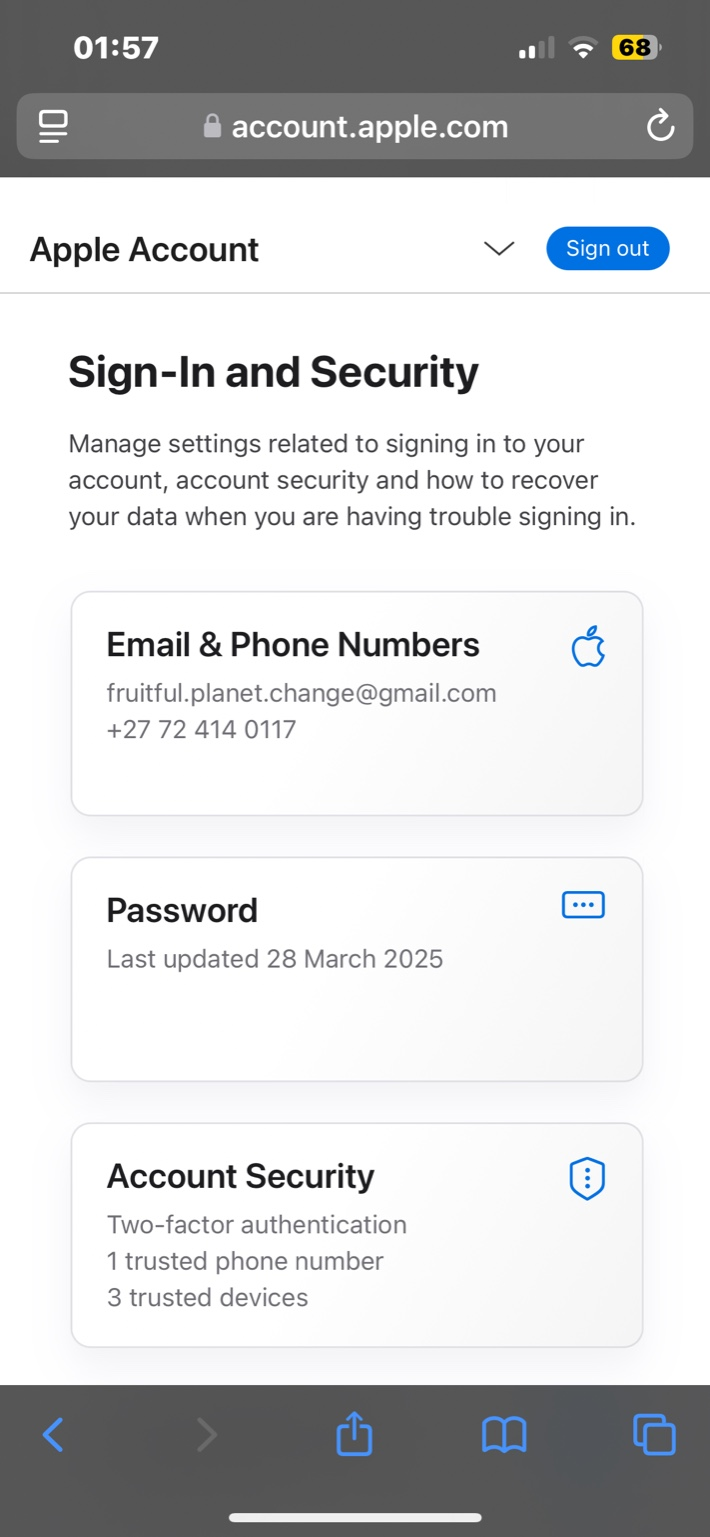 01:57
68
account.apple.com
Apple Account
Sign out
Sign-In and Security
Manage settings related to signing in to your
account, account security and how to recover
your data when you are having trouble signing in.
Email & Phone Numbers
fruitful.planet.change@gmail.com
+27 72 414 0117
Password
Last updated 28 March 2025
Account Security
Two-factor authentication
1 trusted phone number
3 trusted devices